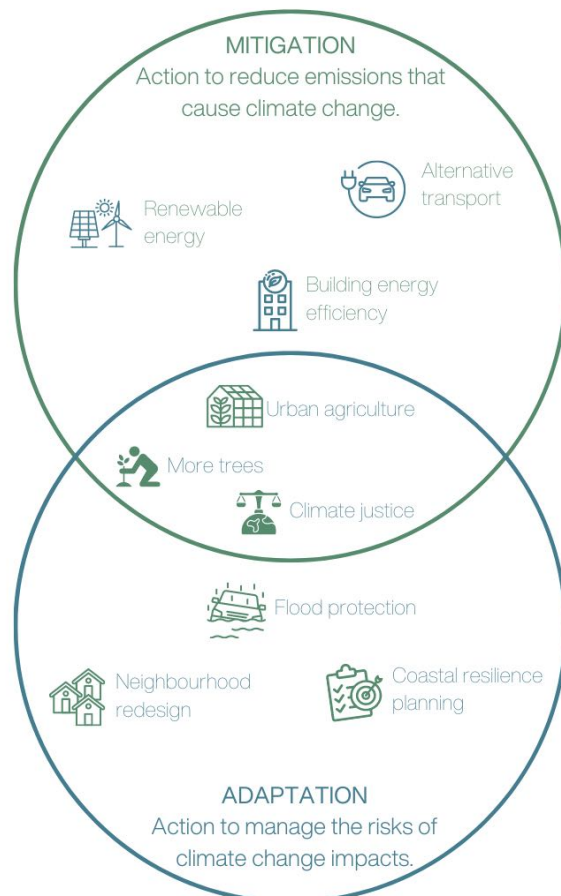 MITIGATION
Action to reduce emissions that
cause climate change.
Alternative
transport
Renewable
energy
Building energy
efficiency
Urban agriculture
More trees
Climate justice
Flood protection
Neighbourhood
redesign
Coastal resilience
planning
ADAPTATION
Action to manage the risks of
climate change impacts.